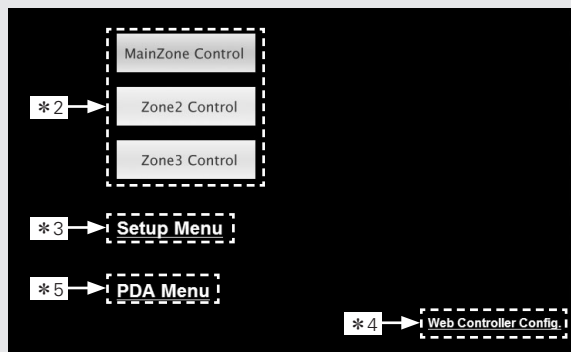 MainZone Control
*2
Zone2 Control
Zone3 Control
*3
Setup Menu
*5
PDA Menu
*4
Web Controller Config.